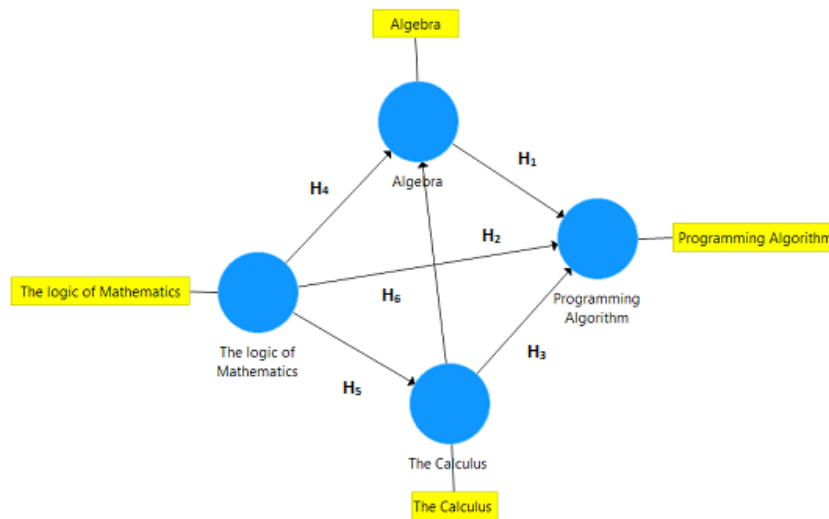 Algebra
H₁
Algebra
H₄
H₂
Programming Algorithm
The logic of Mathematics
H₆
Programming
Algorithm
The logic of
Mathematics
H₃
H₅
The Calculus
The Calculus